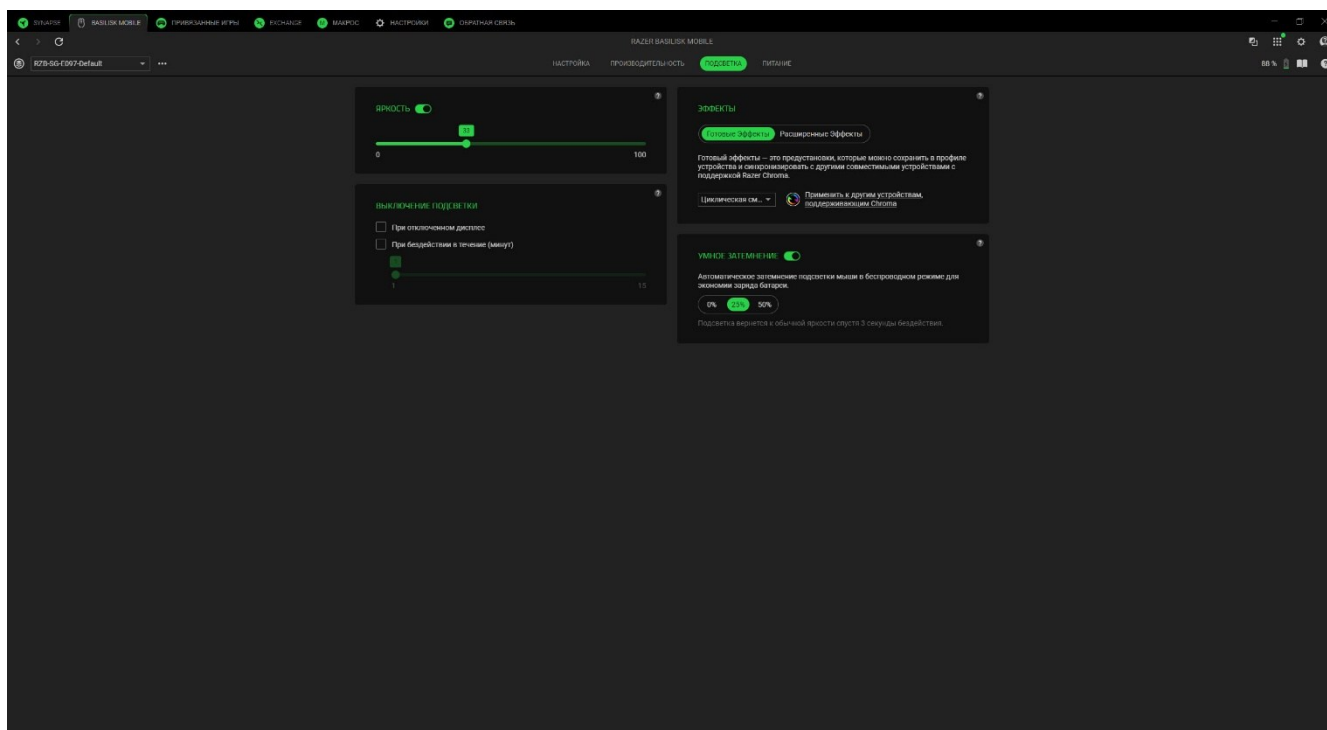 SYNAPSE BASILISK MOBILE ПРИВЯЗАННЫЕ ИГРЫ EXCHANGE МАКРОС НАСТРОЙКИ ОБРАТНАЯ СВЯЗЬ
RAZER BASILISK MOBILE
RZB-SG-E097-Default ••• НАСТРОЙКА ПРОИЗВОДИТЕЛЬНОСТЬ ПОДСВЕТКА ПИТАНИЕ 88 %
ЯРКОСТЬ
33
0 100
ВЫКЛЮЧЕНИЕ ПОДСВЕТКИ
При отключенном дисплее
При бездействии в течение (минут)
1 15
ЭФФЕКТЫ
Готовые Эффекты Расширенные Эффекты
Готовый эффекты – это предустановки, которые можно сохранить в профиле
устройства и синхронизировать с другими совместимыми устройствами с
поддержкой Razer Chroma.
Циклическая см... Применить к другим устройствам,
поддерживающим Chroma
УМНОЕ ЗАТЕМНЕНИЕ
Автоматическое затемнение подсветки мыши в беспроводном режиме для
экономии заряда батареи.
0% 25% 50%
Подсветка вернется к обычной яркости спустя 3 секунды бездействия.